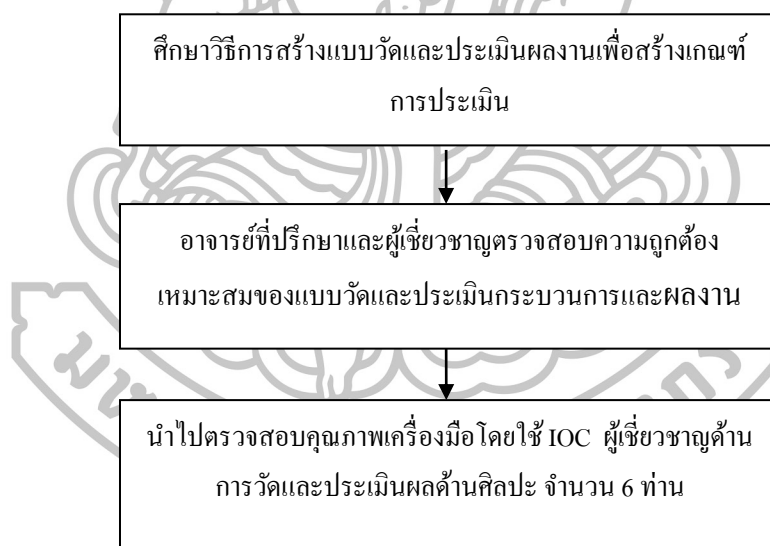 ศึกษาวิธีการสร้างแบบวัดและประเมินผลงานเพื่อสร้างเกณฑ์
การประเมิน
อาจารย์ที่ปรึกษาและผู้เชี่ยวชาญตรวจสอบความถูกต้อง
เหมาะสมของแบบวัดและประเมินกระบวนการและผลงาน
นำไปตรวจสอบคุณภาพเครื่องมือโดยใช้ IOC ผู้เชี่ยวชาญด้าน
การวัดและประเมินผลด้านศิลปะ จำนวน 6 ท่าน